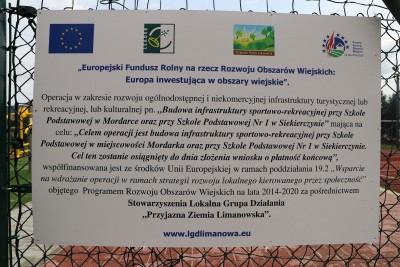 „Europejski Fundusz Rolny na rzecz Rozwoju Obszarów Wiejskich:
Europa inwestująca w obszary wiejskie".
Operacja w zakresie rozwoju ogólnodostępnej i niekomercyjnej infrastruktury turystycznej lub
rekreacyjnej, lub kulturalnej pn. „Budowa infrastruktury sportowo-rekreacyjnej przy Szkole
Podstawowej w Mordarce oraz przy Szkole Podstawowej Nr 1 w Siekierczynie" mająca na
celu: „Celem operacji jest budowa infrastruktury sportowo-rekreacyjnej przy Szkole
Podstawowej w miejscowości Mordarka oraz przy Szkole Podstawowej Nr 1 w Siekierczynie.
Cel ten zostanie osiągnięty do dnia złożenia wniosku o płatność końcową",
współfinansowana jest ze środków Unii Europejskiej w ramach poddziałania 19.2 „Wsparcie
na wdrażanie operacji w ramach strategii rozwoju lokalnego kierowanego przez społeczność"
objętego Programem Rozwoju Obszarów Wiejskich na lata 2014-2020 za pośrednictwem
Stowarzyszenia Lokalna Grupa Działania
„Przyjazna Ziemia Limanowska".
www.lgdlimanowa.eu